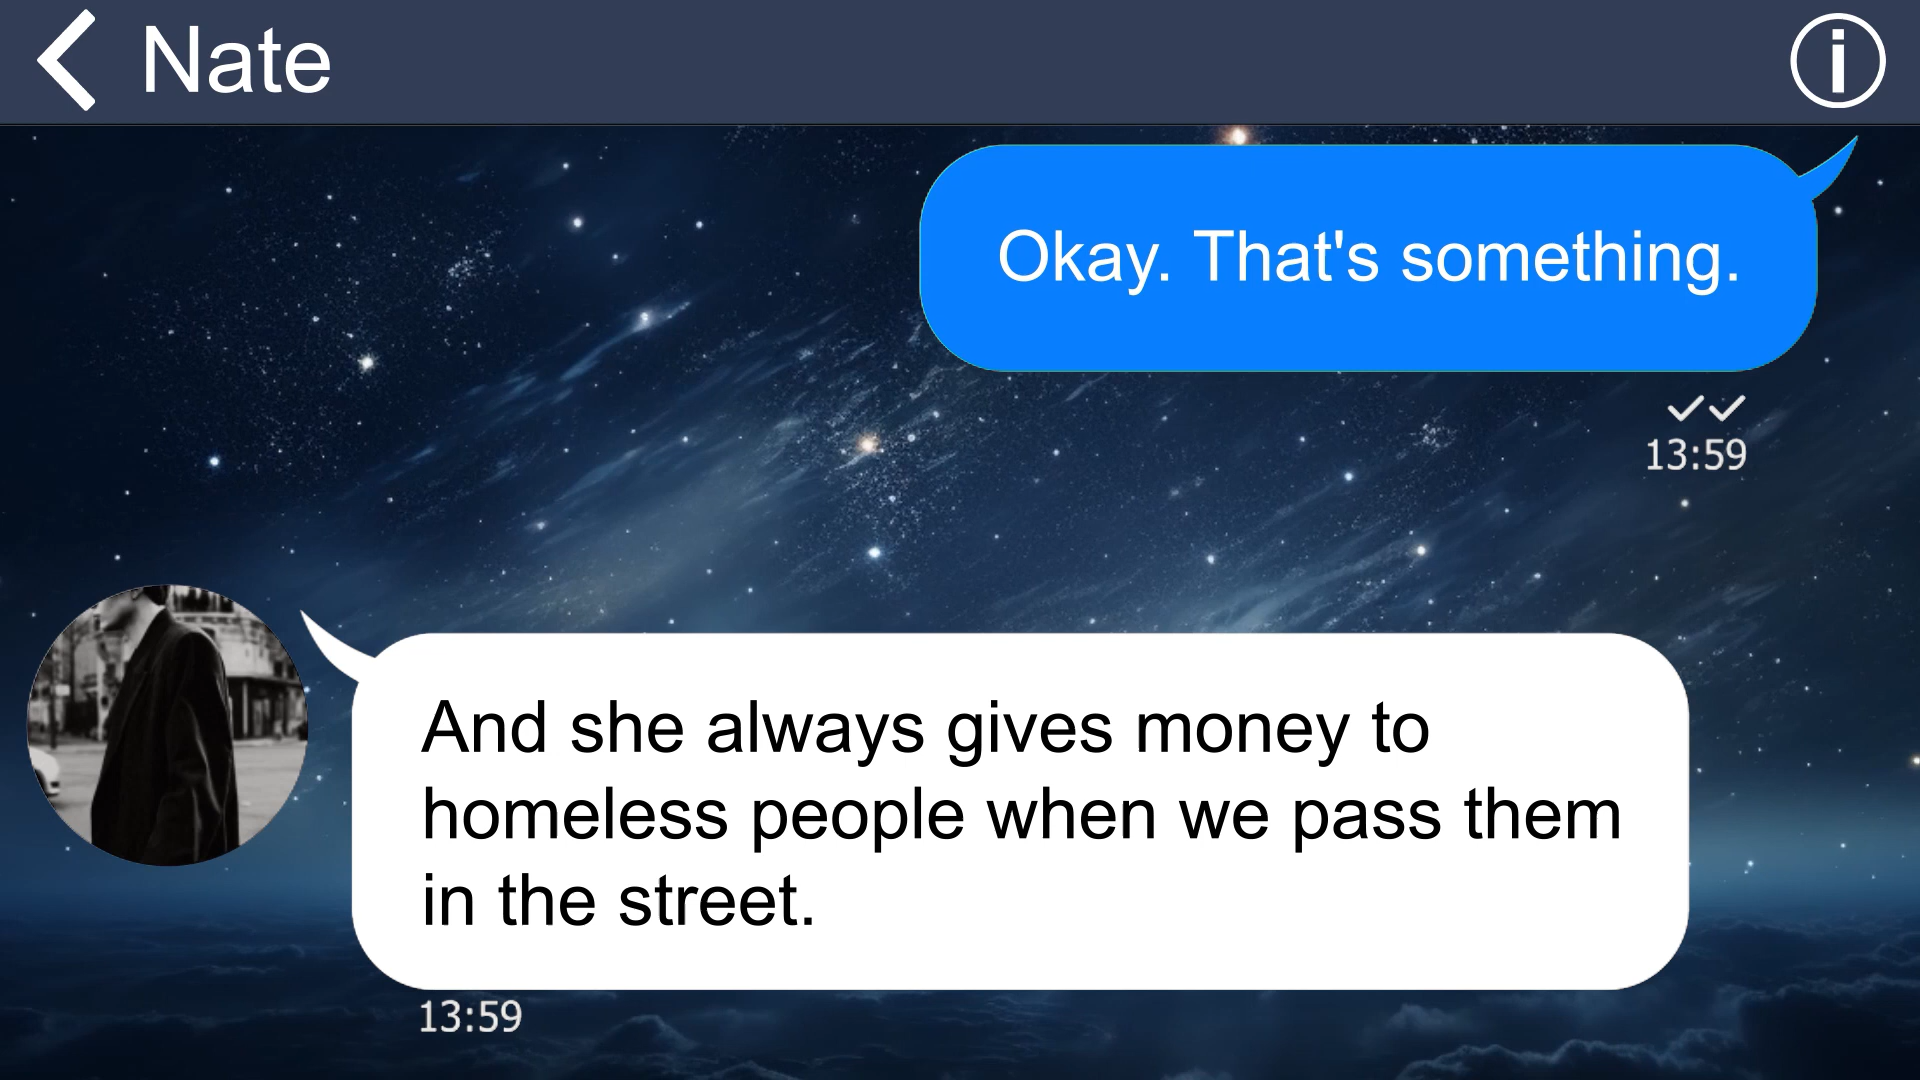 Nate
Okay. That's something.
13:59
And she always gives money to
homeless people when we pass them
in the street.
13:59